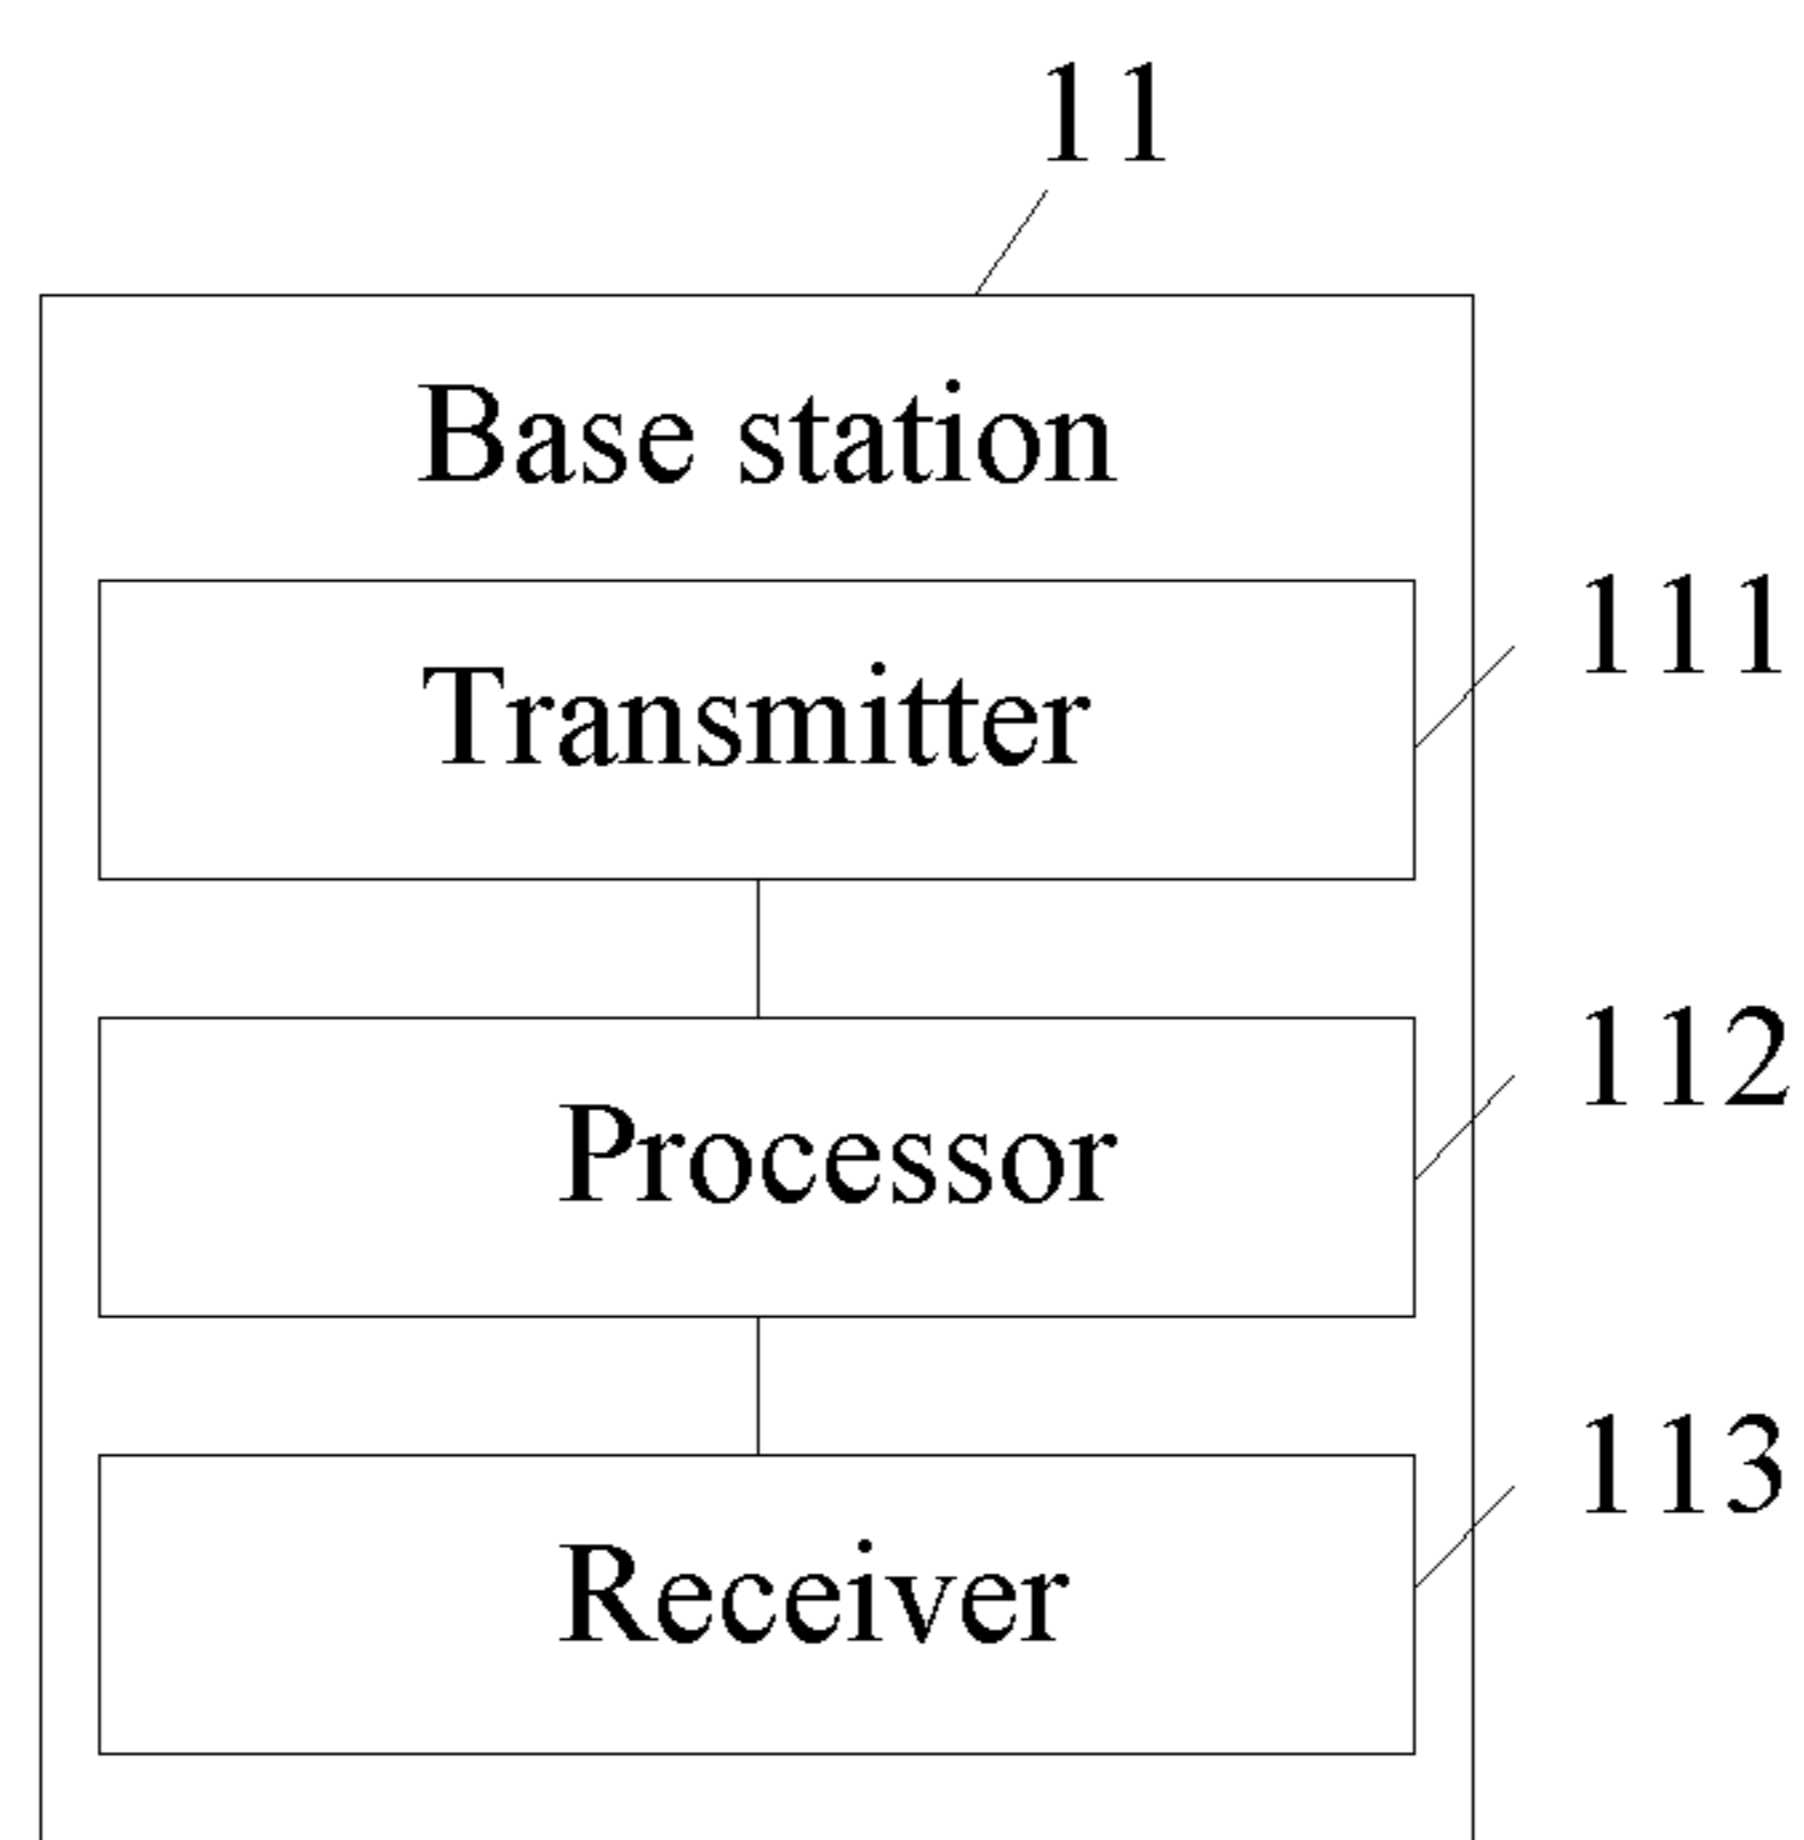 11
Base station
111
Transmitter
112
Processor
113
Receiver